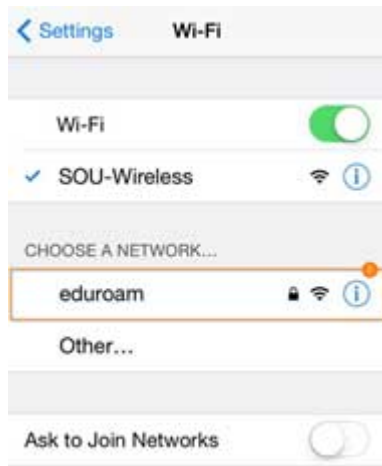 Settings Wi-Fi
Wi-Fi
SOU-Wireless
CHOOSE A NETWORK...
eduroam
Other...
Ask to Join Networks